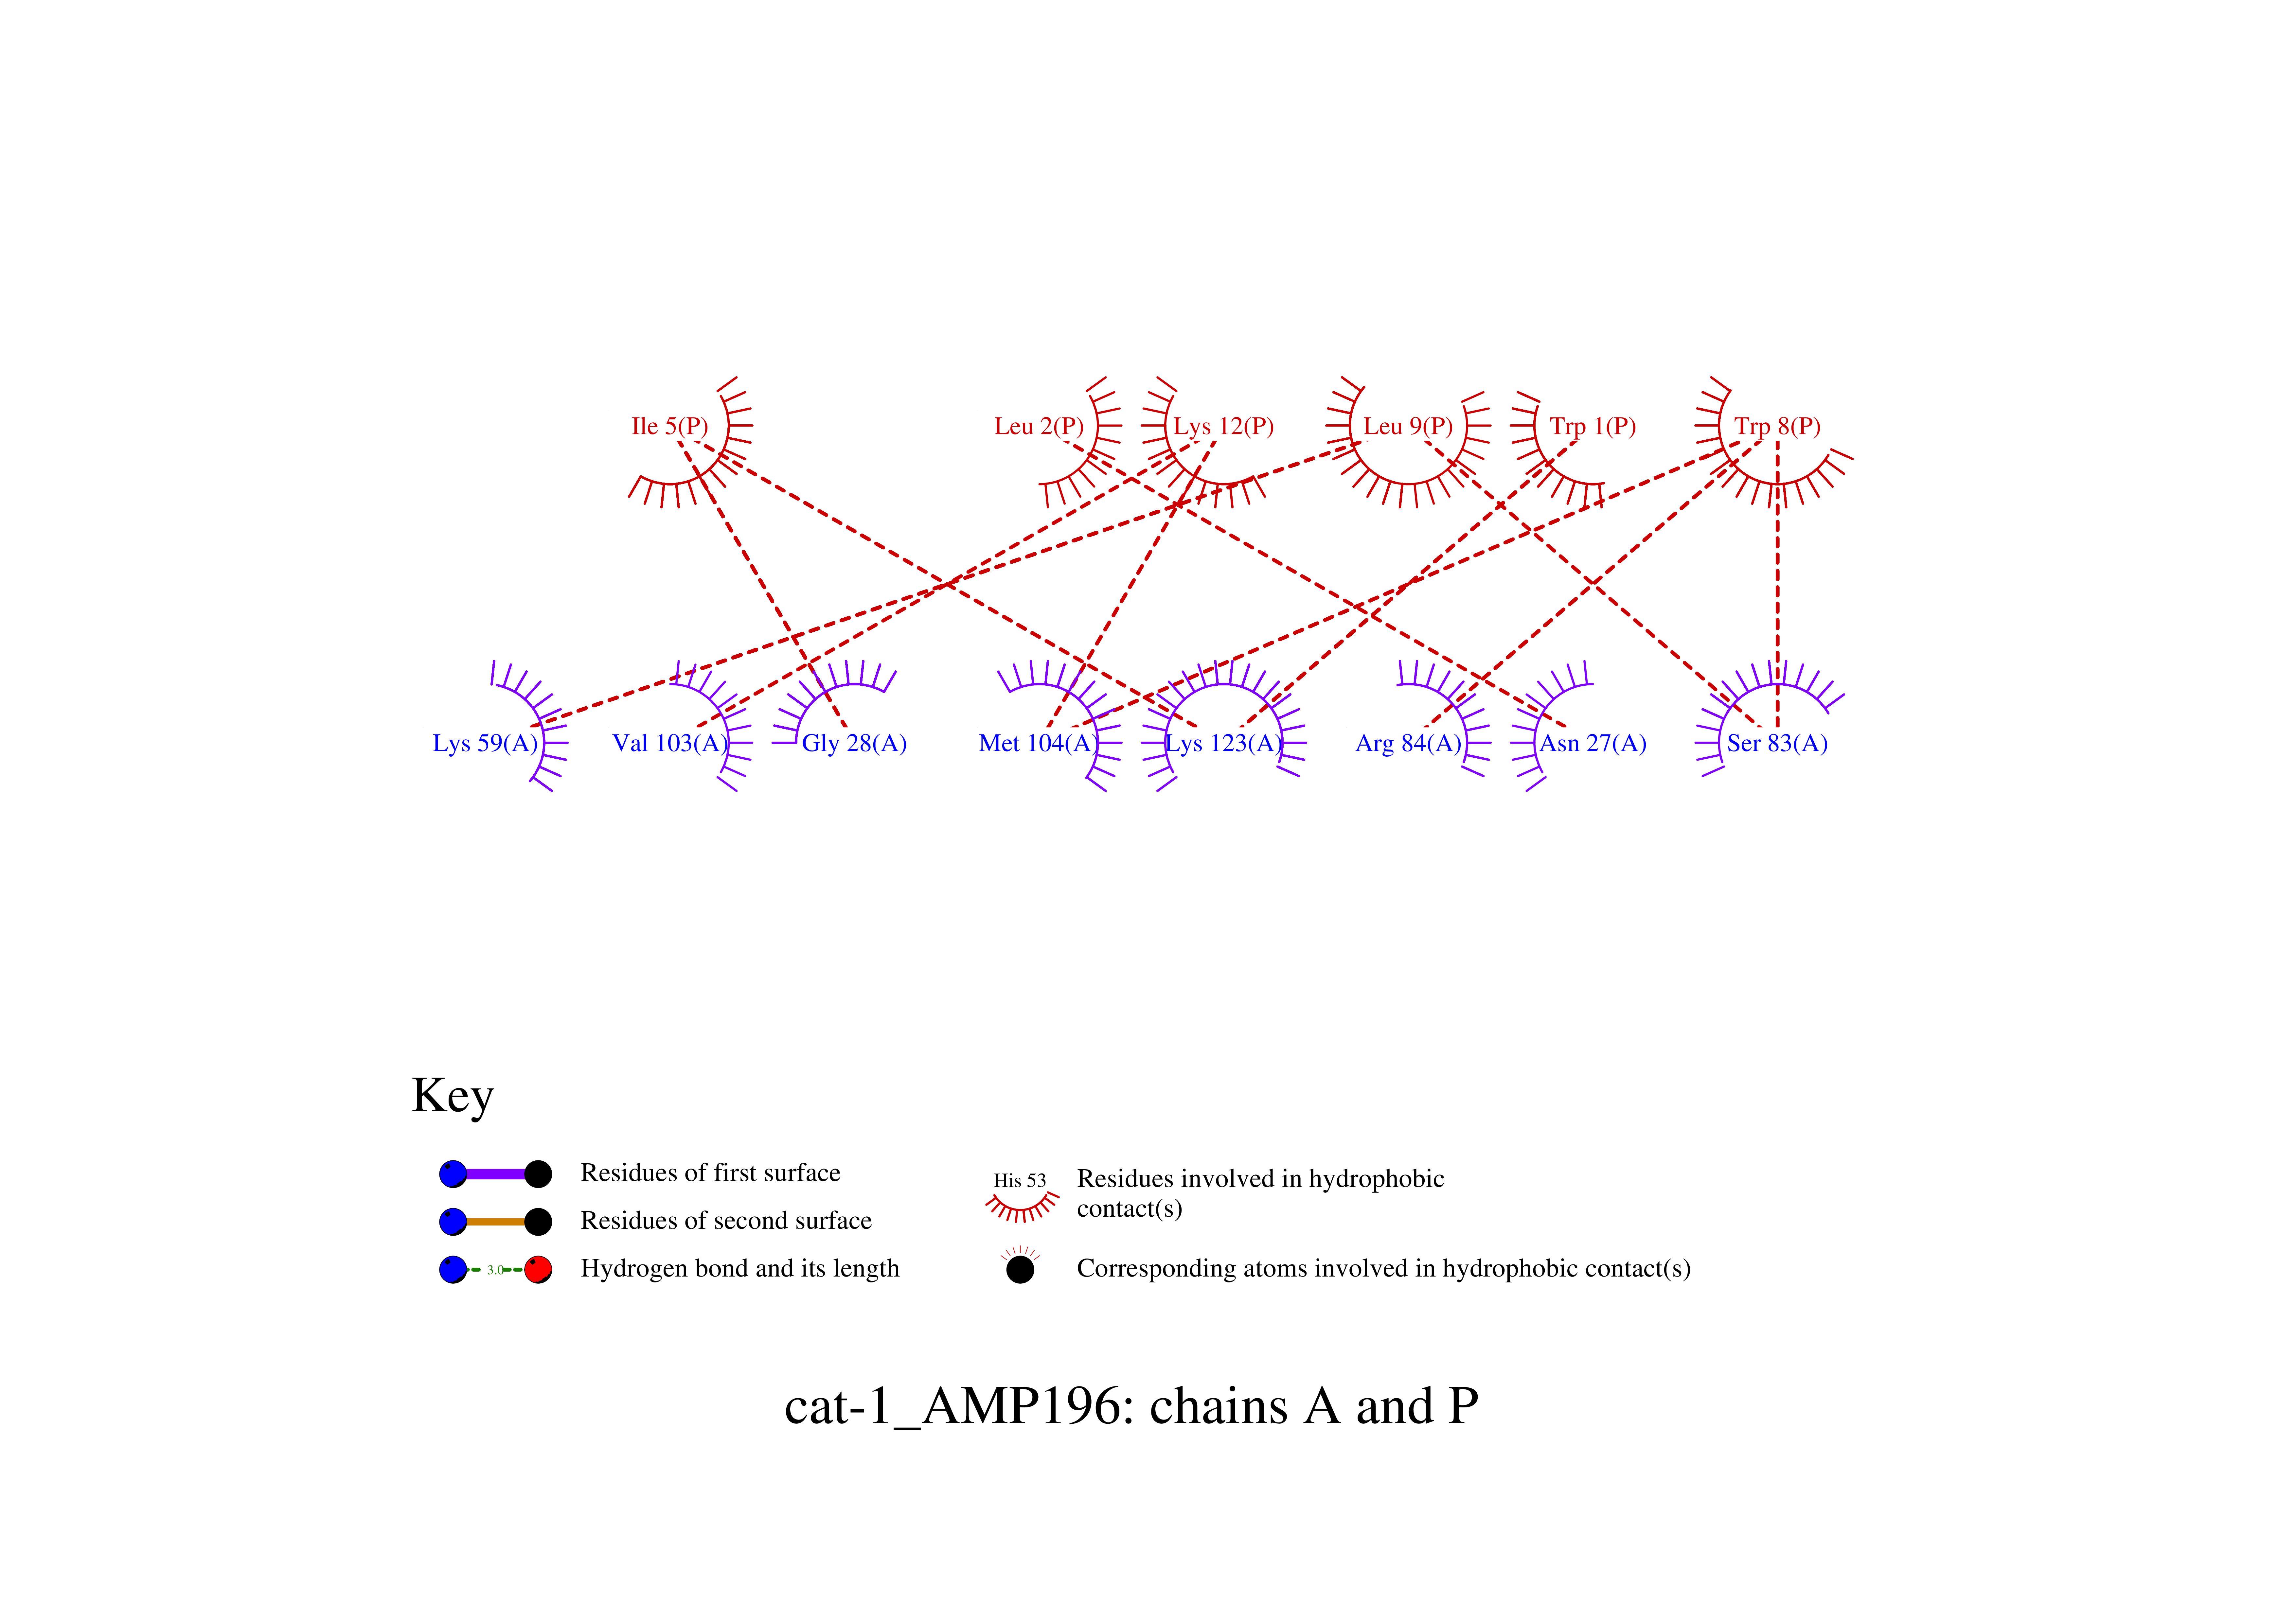 Ile 5(P) Leu 2(P) Lys 12(P) Leu 9(P) Trp 1(P) Trp 8(P)
Lys 59(A) Val 103(A) Gly 28(A) Met 104(A) Lys 123(A) Arg 84(A) Asn 27(A) Ser 83(A)
Key
Residues of first surface
Residues of second surface
3.0 Hydrogen bond and its length
His 53 Residues involved in hydrophobic
contact(s)
Corresponding atoms involved in hydrophobic contact(s)
cat-1_AMP196: chains A and P